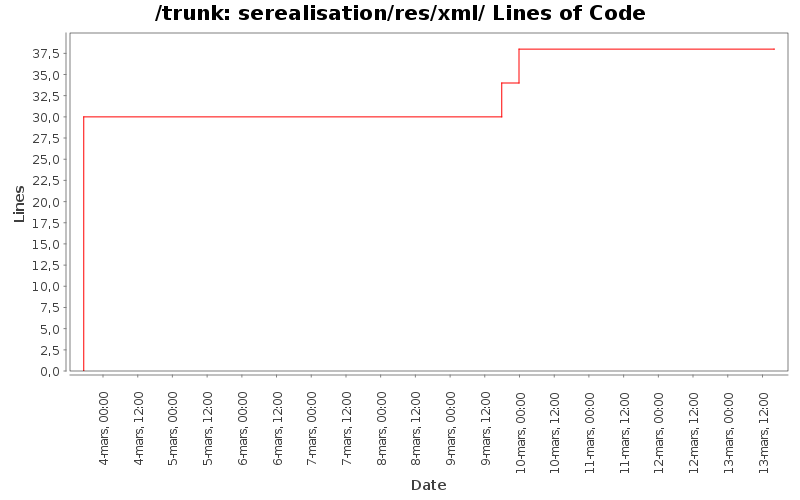 /trunk: serealisation/res/xml/ Lines of Code
37,5
35,0
32,5
30,0
27,5
25,0
22,5
20,0
17,5
15,0
12,5
10,0
7,5
5,0
2,5
0,0
Lines
4-mars, 00:00
4-mars, 12:00
5-mars, 00:00
5-mars, 12:00
6-mars, 00:00
6-mars, 12:00
7-mars, 00:00
7-mars, 12:00
8-mars, 00:00
8-mars, 12:00
9-mars, 00:00
9-mars, 12:00
10-mars, 00:00
10-mars, 12:00
11-mars, 00:00
11-mars, 12:00
12-mars, 00:00
12-mars, 12:00
13-mars, 00:00
13-mars, 12:00
Date